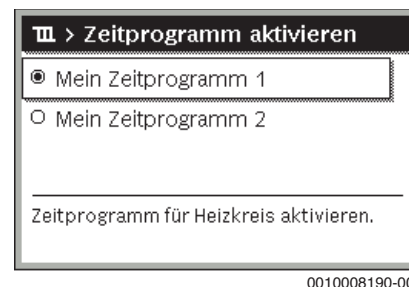 > Zeitprogramm aktivieren
Mein Zeitprogramm 1
Mein Zeitprogramm 2
Zeitprogramm für Heizkreis aktivieren.
0010008190-00